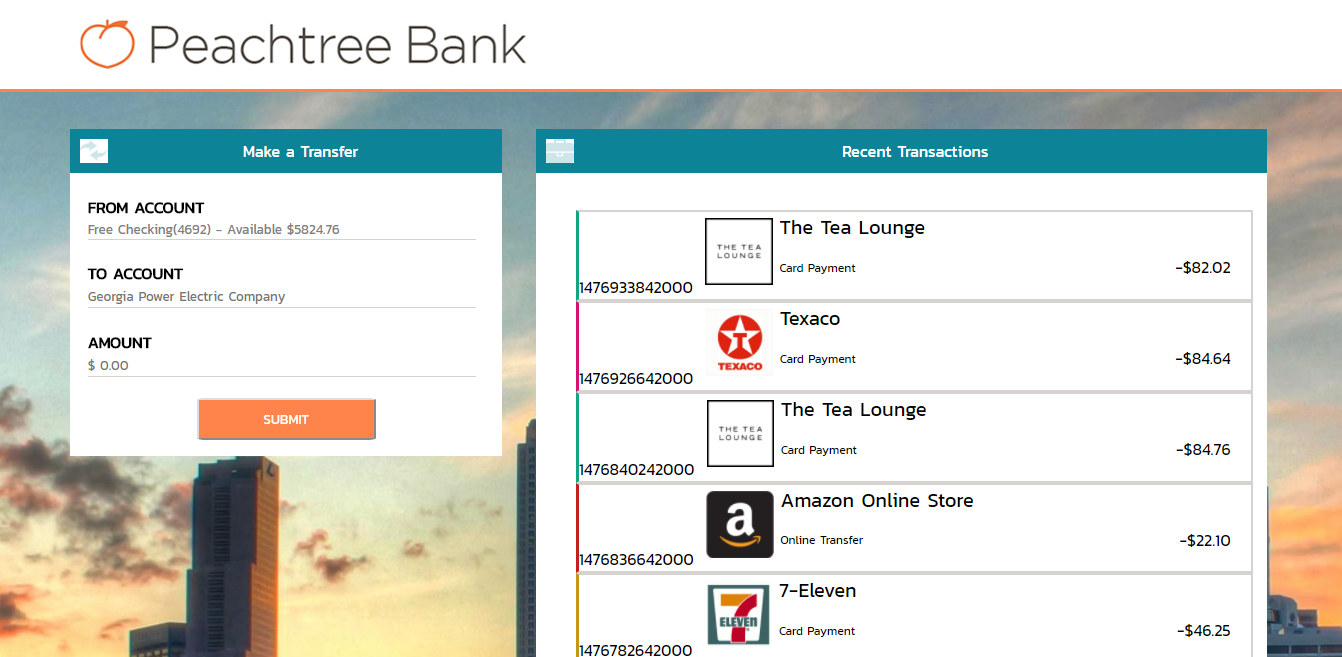 Peachtree Bank
Make a Transfer
FROM ACCOUNT
Free Checking(4692) - Available $5824.76
TO ACCOUNT
Georgia Power Electric Company
AMOUNT
$ 0.00
SUBMIT
Recent Transactions
THE TEA
LOUNGE
The Tea Lounge
Card Payment
-$82.02
1476933842000
T
TEXACO
Texaco
Card Payment
-$84.64
1476926642000
THE TEA
LOUNGE
The Tea Lounge
Card Payment
-$84.76
1476840242000
a
Amazon Online Store
Online Transfer
-$22.10
1476836642000
7
ELEVEn
7-Eleven
Card Payment
-$46.25
1476782642000